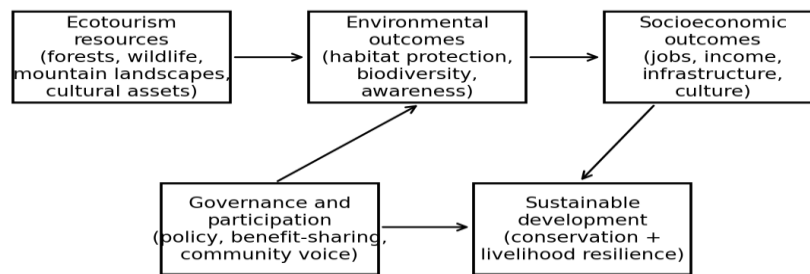 Ecotourism
resources
(forests, wildlife,
mountain landscapes,
cultural assets)
Environmental
outcomes
(habitat protection,
biodiversity,
awareness)
Socioeconomic
outcomes
(jobs, income,
infrastructure,
culture)
Governance and
participation
(policy, benefit-sharing,
community voice)
Sustainable
development
(conservation +
livelihood resilience)